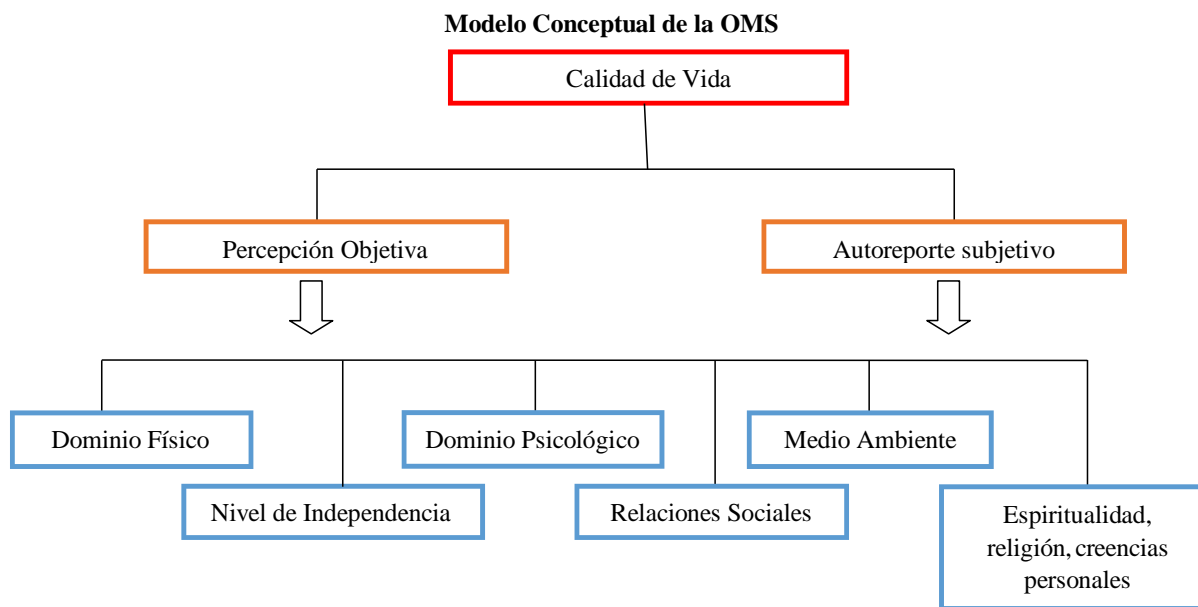 Modelo Conceptual de la OMS
Calidad de Vida
Percepción Objetiva
Autoreporte subjetivo
Dominio Físico
Dominio Psicológico
Medio Ambiente
Nivel de Independencia
Relaciones Sociales
Espiritualidad,
religión, creencias
personales